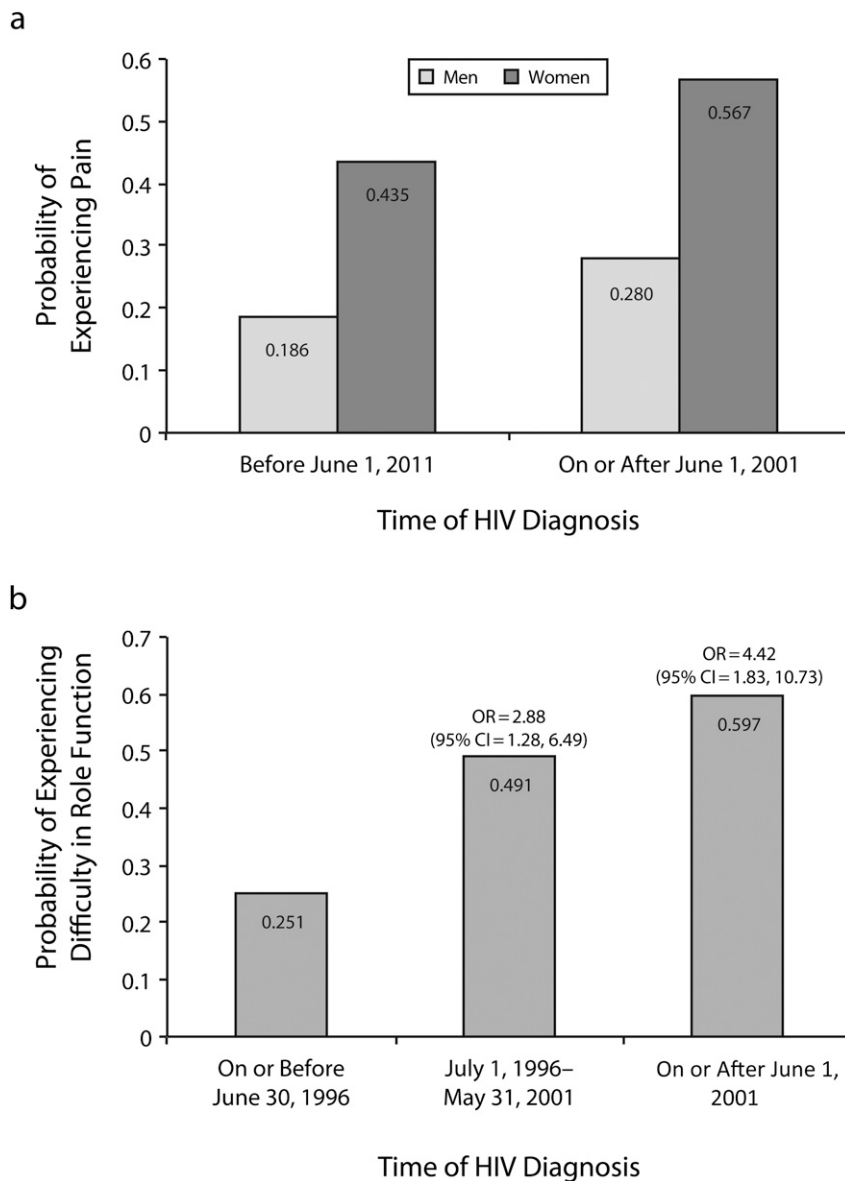 a
Probability of
Experiencing Pain
0.6
0.5
0.4
0.3
0.2
0.1
0
Men
Women
0.186
0.435
0.280
0.567
Before June 1, 2011
On or After June 1, 2001
Time of HIV Diagnosis
b
Probability of Experiencing
Difficulty in Role Function
0.7
0.6
0.5
0.4
0.3
0.2
0.1
0
0.251
OR = 2.88
(95% CI = 1.28, 6.49)
0.491
OR = 4.42
(95% CI = 1.83, 10.73)
0.597
On or Before
June 30, 1996
July 1, 1996–
May 31, 2001
On or After June 1,
2001
Time of HIV Diagnosis